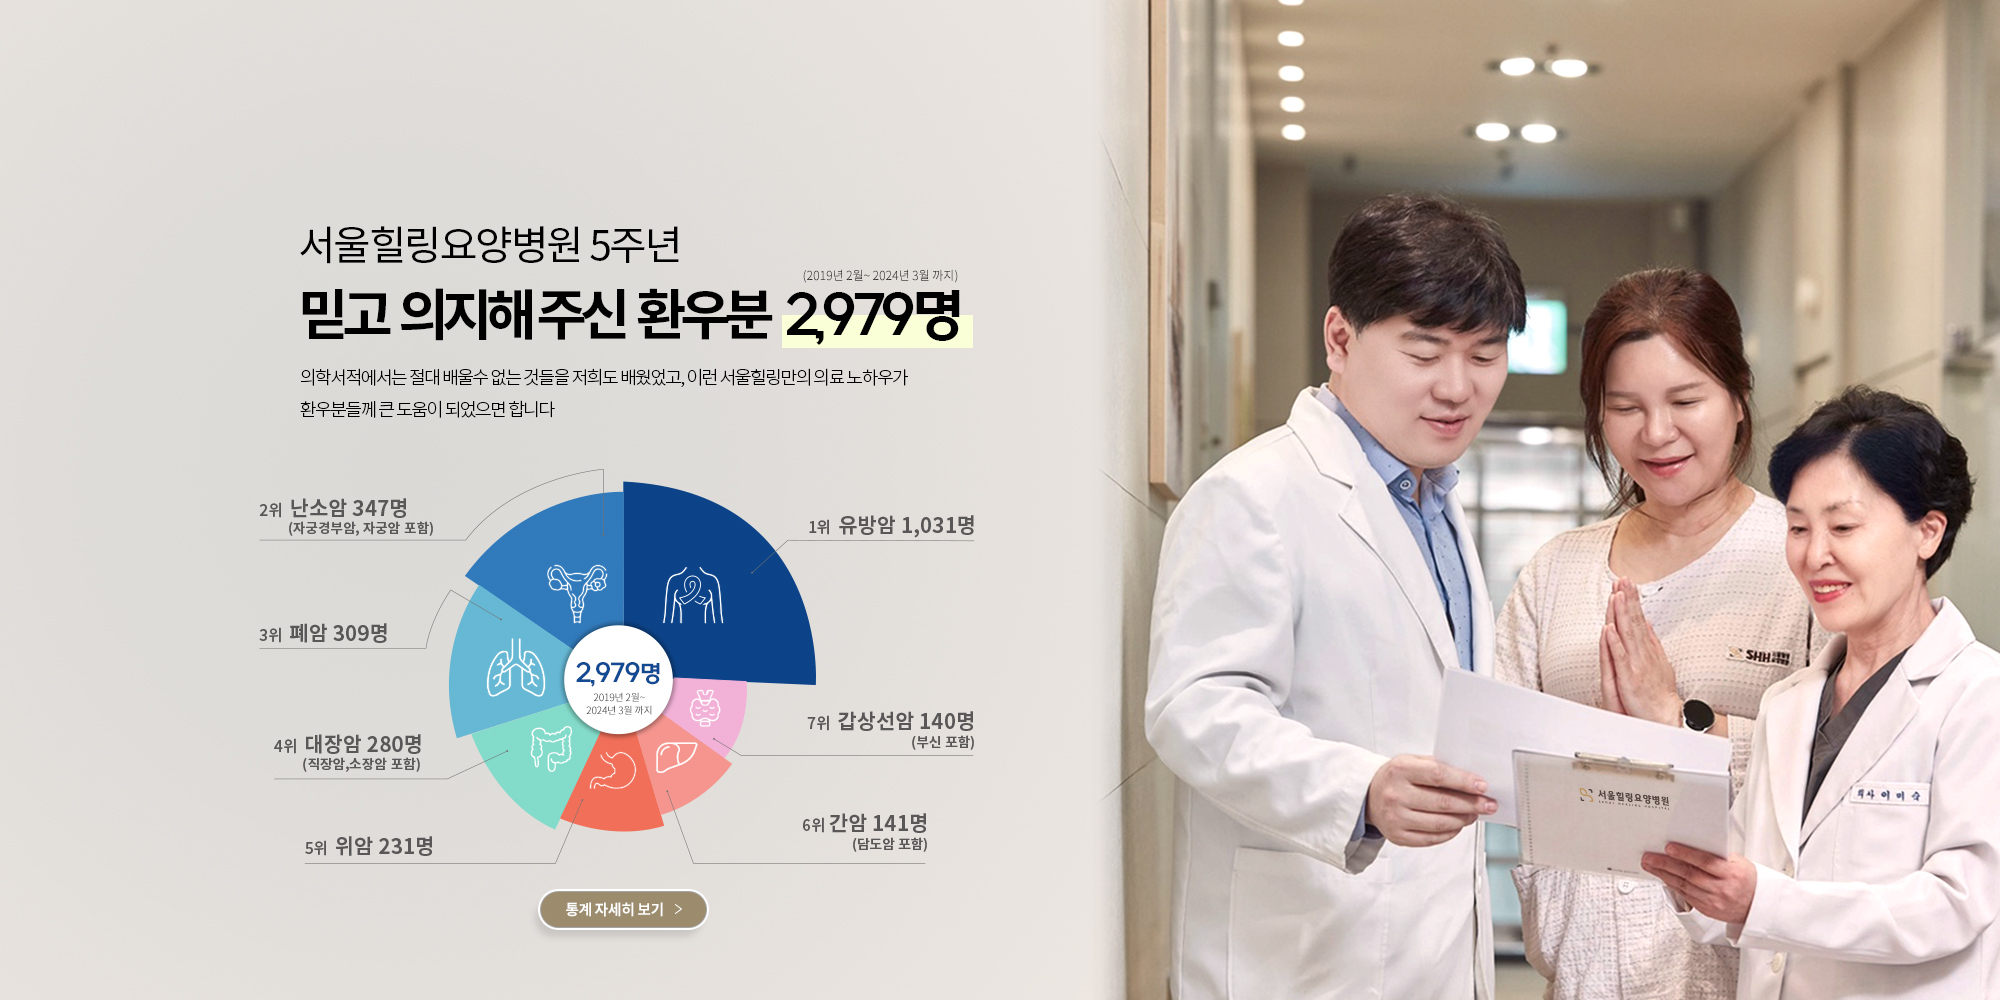 서울힐링요양병원 5주년
(2019년 2월~ 2024년 3월 까지)
믿고 의지해 주신 환우분 2,979명
의학서적에서는 절대 배울수 없는 것들을 저희도 배웠었고, 이런 서울힐링만의 의료 노하우가
환우분들께 큰 도움이 되었으면 합니다
2위 난소암 347명
(자궁경부암, 자궁암 포함)
1위 유방암 1,031명
3위 폐암 309명
2,979명
2019년 2월~
2024년 3월 까지
4위 대장암 280명
(직장암,소장암 포함)
7위 갑상선암 140명
(부신 포함)
5위 위암 231명
6위 간암 141명
(담도암 포함)
통계 자세히 보기 >
SHH
서울힐링요양병원
이 미 숙